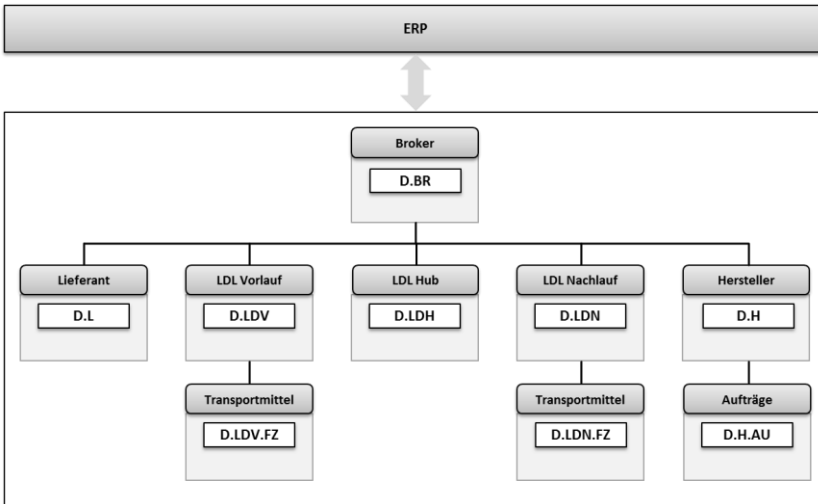 ERP
Broker
D.BR
Lieferant
LDL Vorlauf
LDL Hub
LDL Nachlauf
Hersteller
D.L
D.LDV
D.LDH
D.LDN
D.H
Transportmittel
Transportmittel
Aufträge
D.LDV.FZ
D.LDN.FZ
D.H.AU